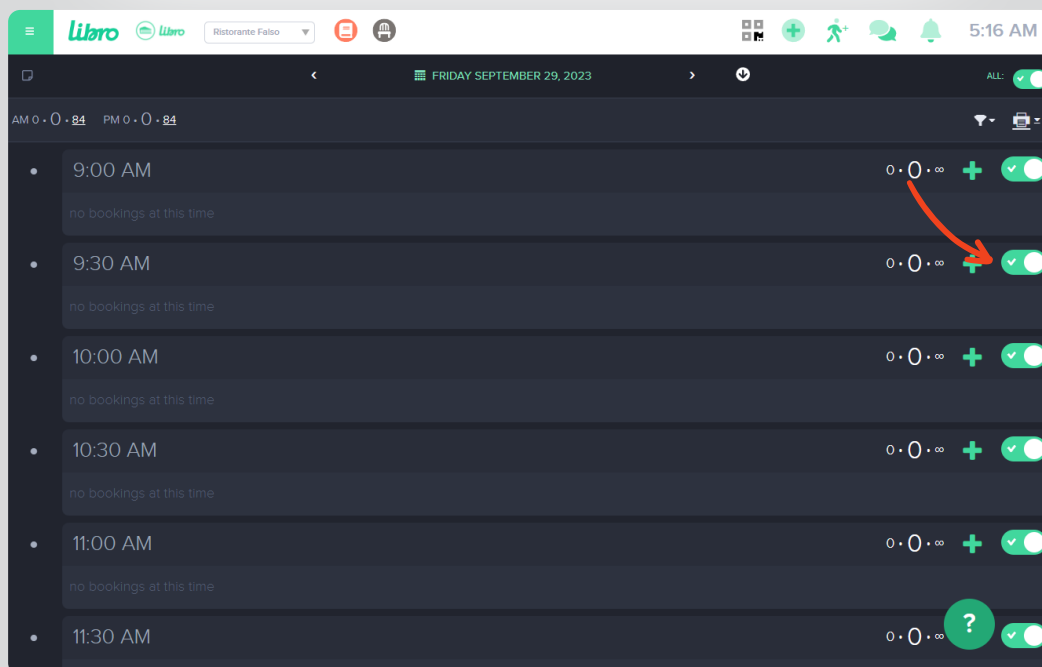 libro libro Ristorante Falso 5:16 AM
FRIDAY SEPTEMBER 29, 2023 ALL:
AM 0 • 0 • 84 PM 0 • 0 • 84
9:00 AM 0 • 0 • ∞
no bookings at this time
9:30 AM 0 • 0 • ∞
no bookings at this time
10:00 AM 0 • 0 • ∞
no bookings at this time
10:30 AM 0 • 0 • ∞
no bookings at this time
11:00 AM 0 • 0 • ∞
no bookings at this time
11:30 AM 0 • 0 • ∞
?